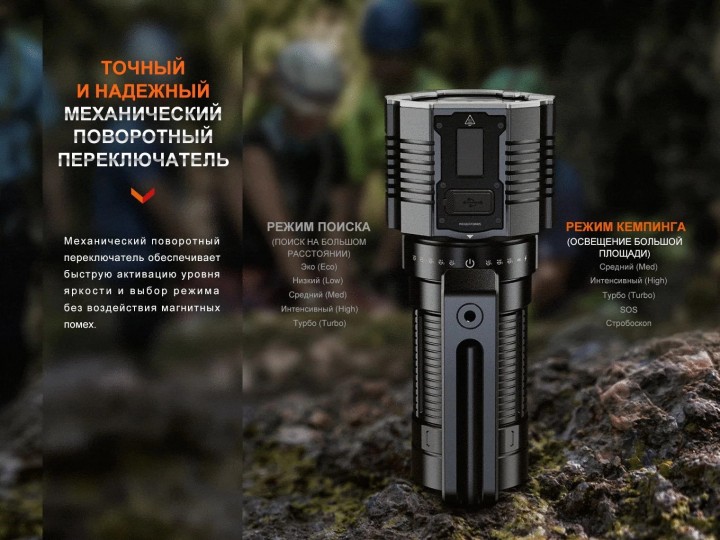 ТОЧНЫЙ
И НАДЕЖНЫЙ
МЕХАНИЧЕСКИЙ
ПОВОРОТНЫЙ
ПЕРЕКЛЮЧАТЕЛЬ
Механический поворотный
переключатель обеспечивает
быструю активацию уровня
яркости и выбор режима
без воздействия магнитных
помех.
РЕЖИМ ПОИСКА
(ПОИСК НА БОЛЬШОМ
РАССТОЯНИИ)
Эко (Eco)
Низкий (Low)
Средний (Med)
Интенсивный (High)
Турбо (Turbo)
РЕЖИМ КЕМПИНГА
(ОСВЕЩЕНИЕ БОЛЬШОЙ
ПЛОЩАДИ)
Средний (Med)
Интенсивный (High)
Турбо (Turbo)
SOS
Стробоскоп